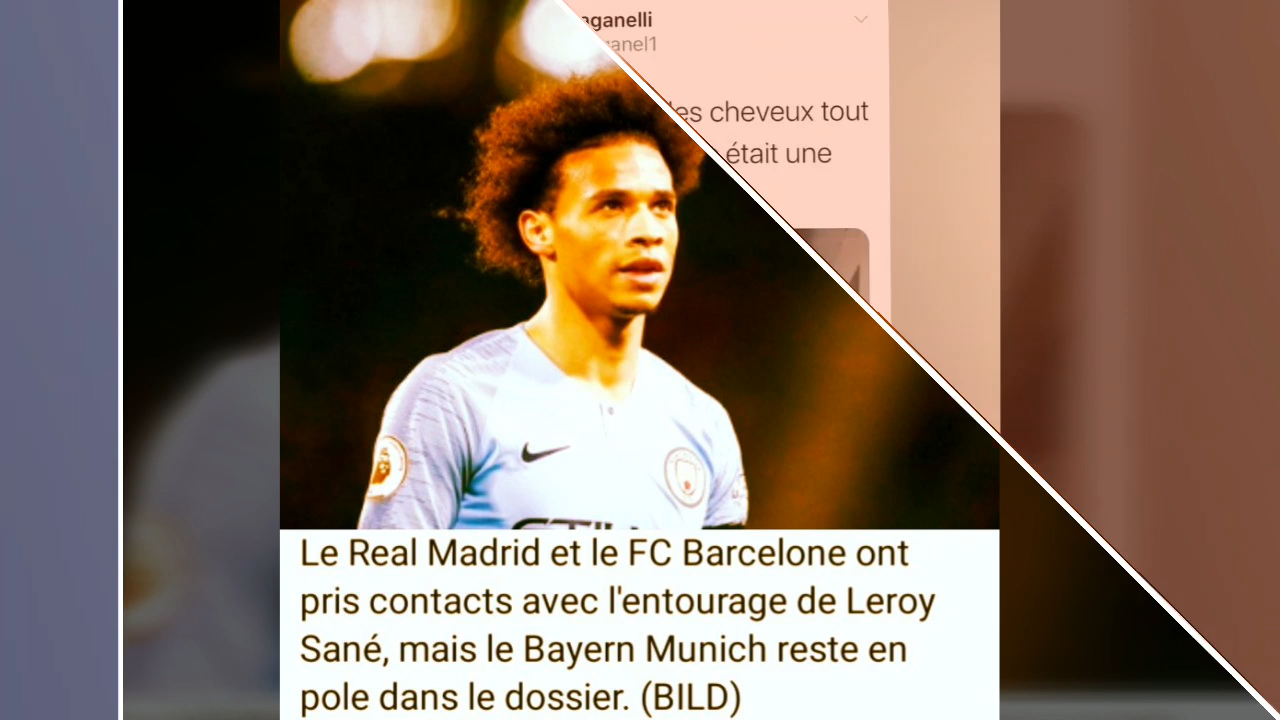 aganelli
anel1
es cheveux tout
était une
Le Real Madrid et le FC Barcelone ont
pris contacts avec l'entourage de Leroy
Sané, mais le Bayern Munich reste en
pole dans le dossier. (BILD)